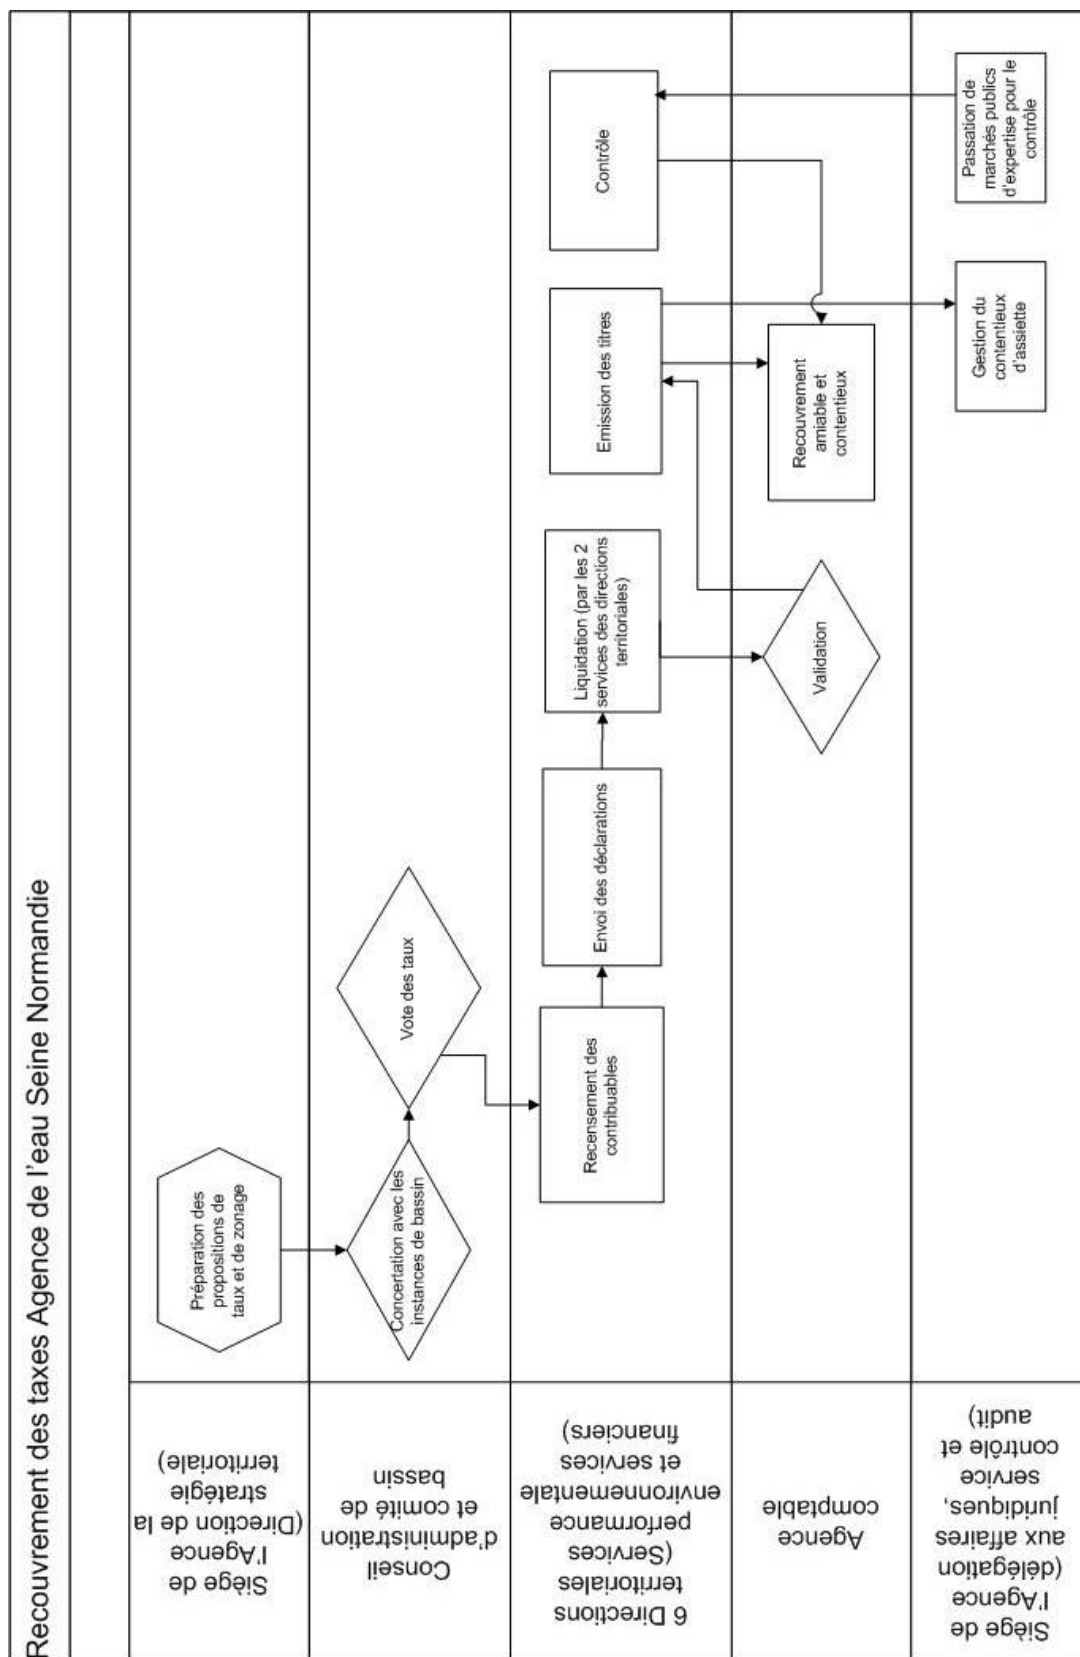 Recouvrement des taxes Agence de l'eau Seine Normandie
Siège de
l'Agence
(Direction de la
stratégie
territoriale)
Préparation des
propositions de
taux et de zonage
Conseil
d'administration
et comité de
bassin
Concertation avec les
instances de bassin
Vote des taux
6 Directions
territoriales
(Services
performance
environnementale
et services
financiers)
Recensement des
contribuables
Envoi des déclarations
Liquidation (par les 2
services des directions
territoriales)
Emission des titres
Contrôle
Agence
comptable
Validation
Recouvrement
amiable et
contentieux
Siège de
l'Agence
(délégation
aux affaires
juridiques,
service
contrôle et
audit)
Gestion du
contentieux
d'assiette
Passation de
marchés publics
d'expertise pour le
contrôle